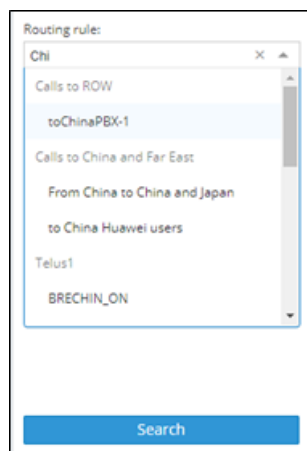 Routing rule:
Chi
Calls to ROW
toChinaPBX-1
Calls to China and Far East
From China to China and Japan
to China Huawei users
Telus1
BRECHIN_ON
Search